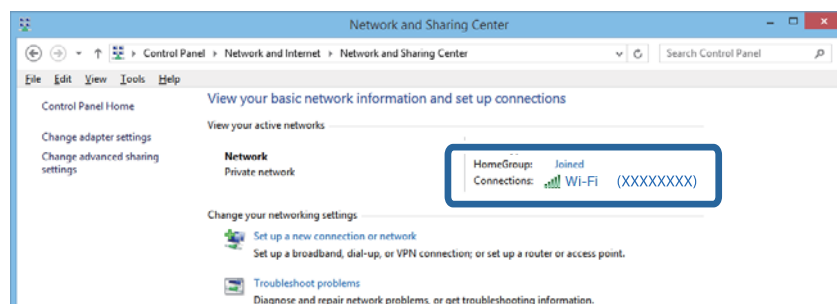 Network and Sharing Center
Control Panel Network and Internet Network and Sharing Center Search Control Panel
File Edit View Tools Help
Control Panel Home
Change adapter settings
Change advanced sharing settings
View your basic network information and set up connections
View your active networks
Network
Private network
HomeGroup: Joined
Connections: Wi-Fi (XXXXXXXX)
Change your networking settings
Set up a new connection or network
Set up a broadband, dial-up, or VPN connection; or set up a router or access point.
Troubleshoot problems
Diagnose and repair network problems, or get troubleshooting information.